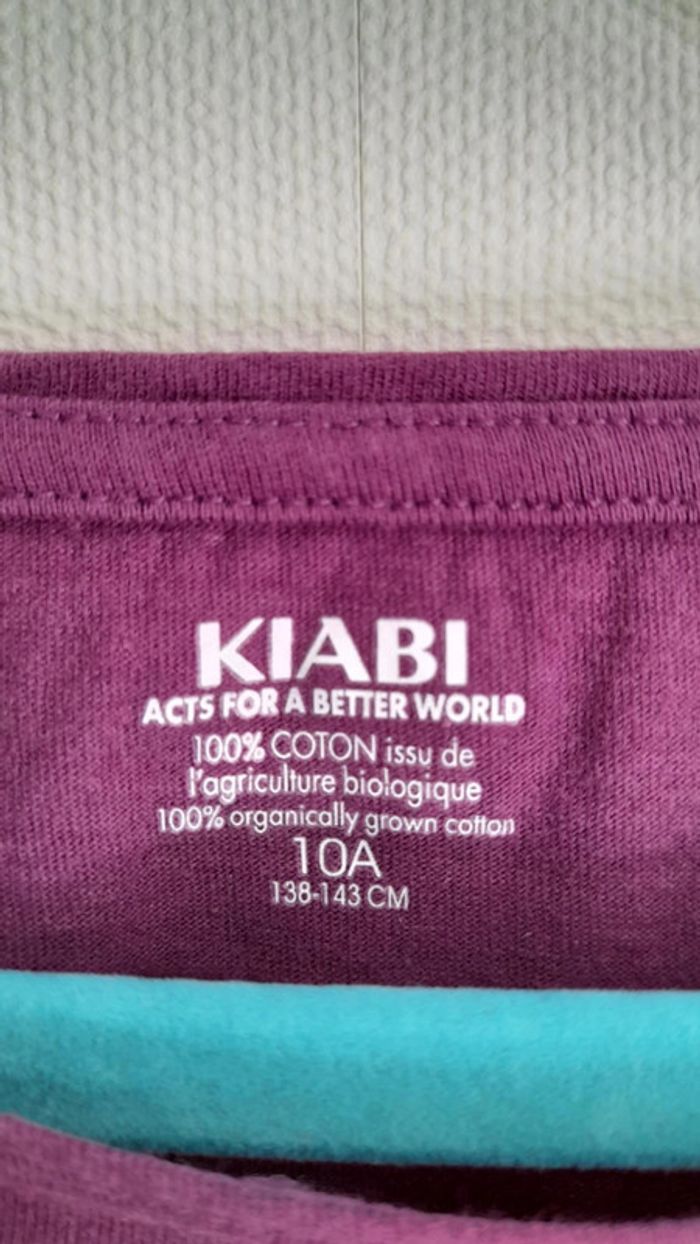 KIABI
ACTS FOR A BETTER WORLD
100% COTON issu de
l'agriculture biologique
100% organically grown cotton
10A
138-143 CM